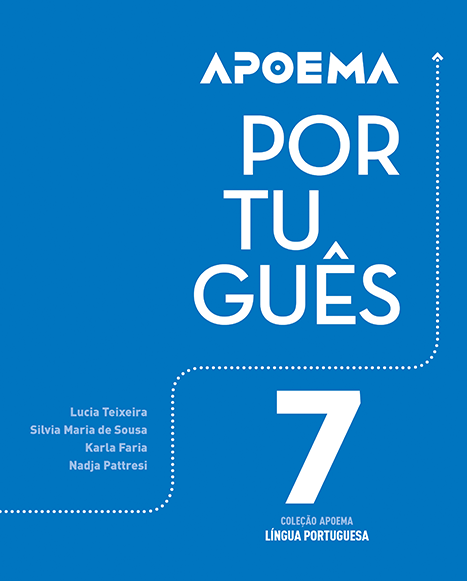 APOEMA
POR
TU
GUÊS
7
Lucia Teixeira
Silvia Maria de Sousa
Karla Faria
Nadja Pattresi
COLEÇÃO APOEMA
LÍNGUA PORTUGUESA